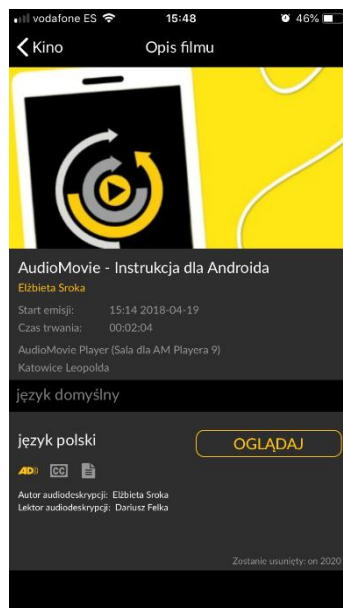 vodafone ES 15:48 46%
Kino Opis filmu
AudioMovie - Instrukcja dla Androida
Elżbieta Sroka
Start emisji: 15:14 2018-04-19
Czas trwania: 00:02:04
AudioMovie Player (Sala dla AM Playera 9)
Katowice Leopolda
język domyślny
język polski OGLĄDAJ
AD CC
Autor audiodeskrypcji: Elżbieta Sroka
Lektor audiodeskrypcji: Dariusz Felka
Zostanie usunięty: on 2020